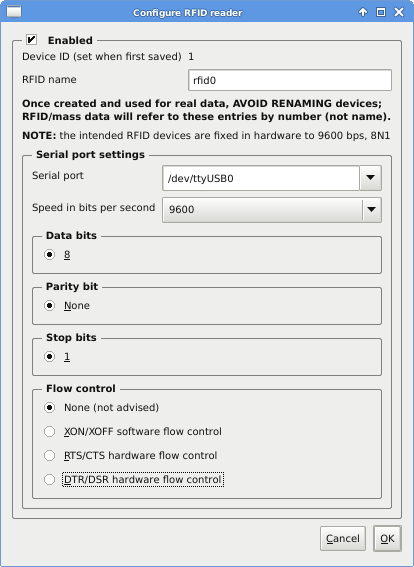 Configure RFID reader
Enabled
Device ID (set when first saved) 1
RFID name rfid0
Once created and used for real data, AVOID RENAMING devices;
RFID/mass data will refer to these entries by number (not name).
NOTE: the intended RFID devices are fixed in hardware to 9600 bps, 8N1
Serial port settings
Serial port /dev/ttyUSB0
Speed in bits per second 9600
Data bits
8
Parity bit
None
Stop bits
1
Flow control
None (not advised)
XON/XOFF software flow control
RTS/CTS hardware flow control
DTR/DSR hardware flow control
Cancel OK